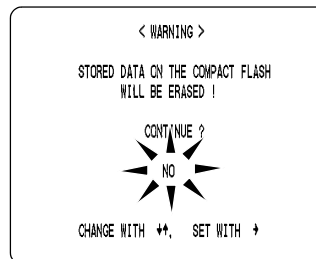 < WARNING >
STORED DATA ON THE COMPACT FLASH
WILL BE ERASED !
CONTINUE ?
NO
CHANGE WITH ↓↑, SET WITH →